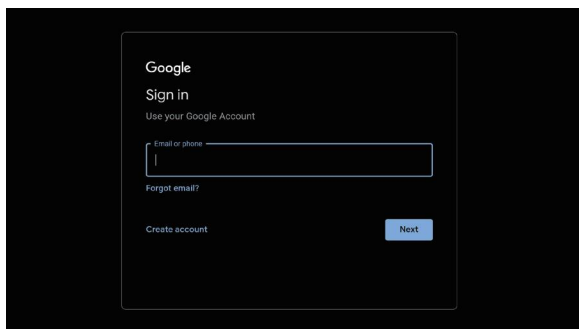 Google
Sign in
Use your Google Account
Email or phone
Forgot email?
Create account
Next